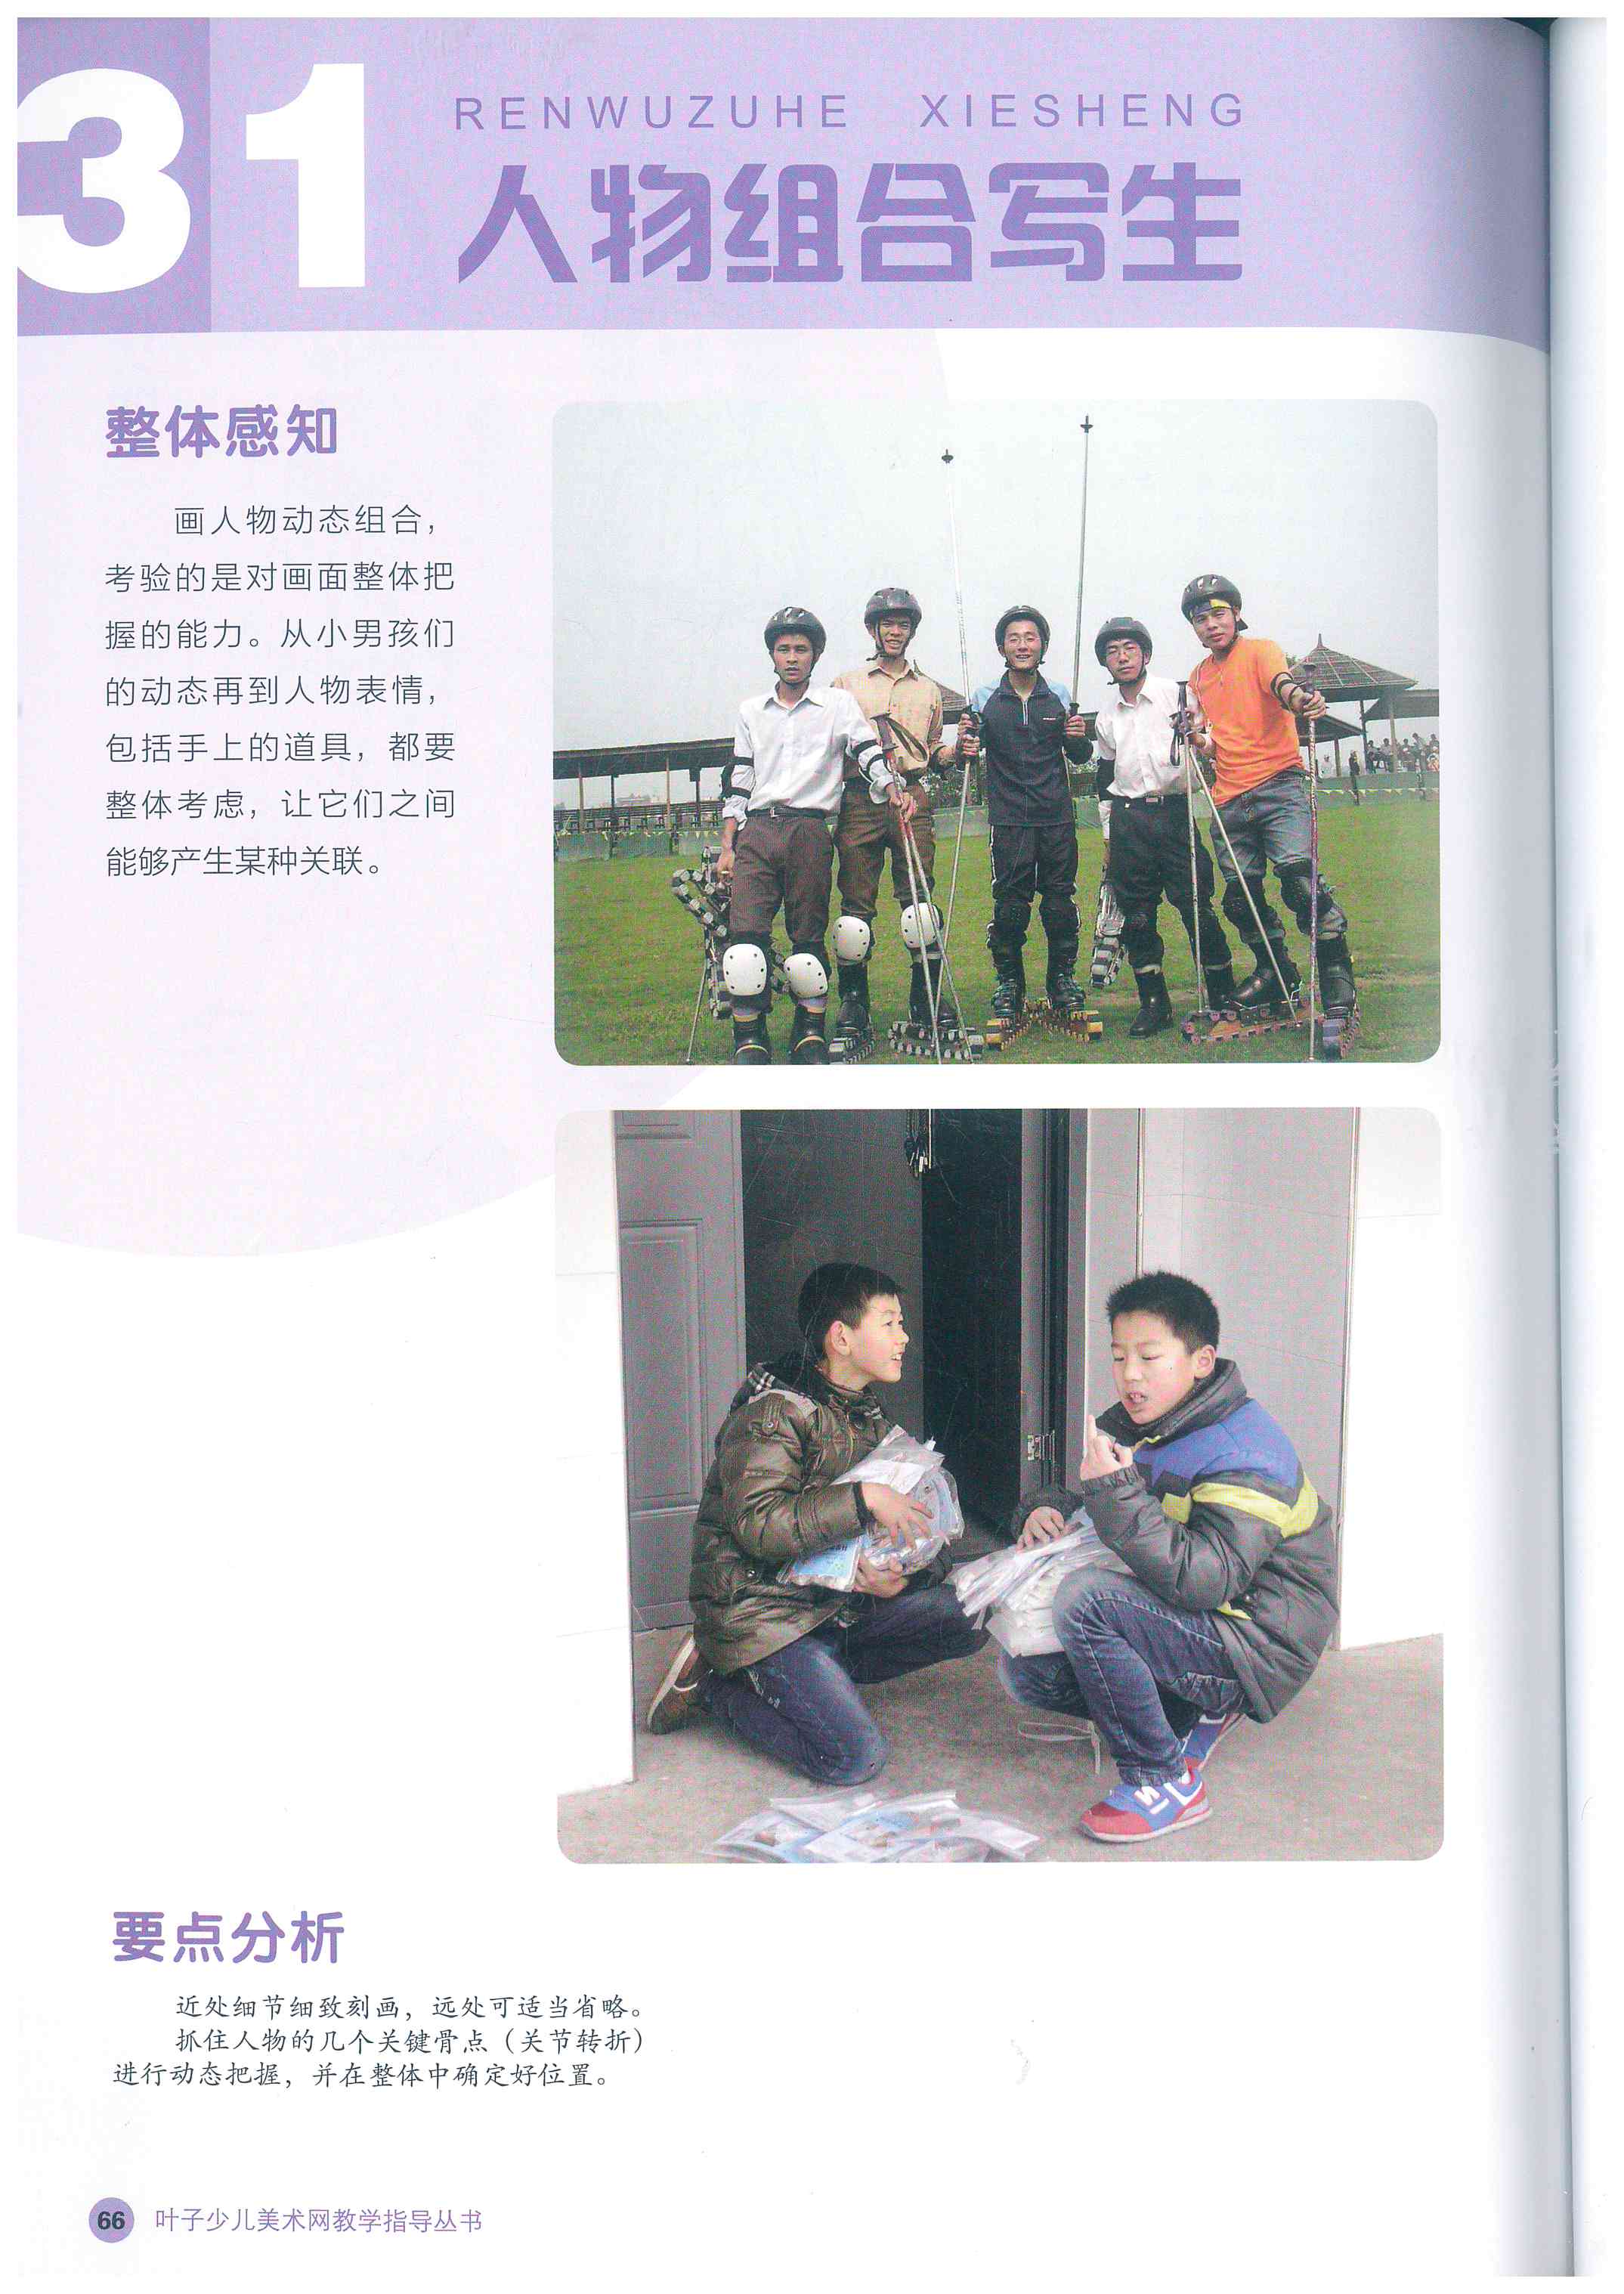 31
RENWUZUHE XIESHENG
人物组合写生
整体感知
画人物动态组合，
考验的是对画面整体把
握的能力。从小男孩们
的动态再到人物表情，
包括手上的道具，都要
整体考虑，让它们之间
能够产生某种关联。
要点分析
近处细节细致刻画，远处可适当省略。
抓住人物的几个关键骨点（关节转折）
进行动态把握，并在整体中确定好位置。
66 叶子少儿美术网教学指导丛书